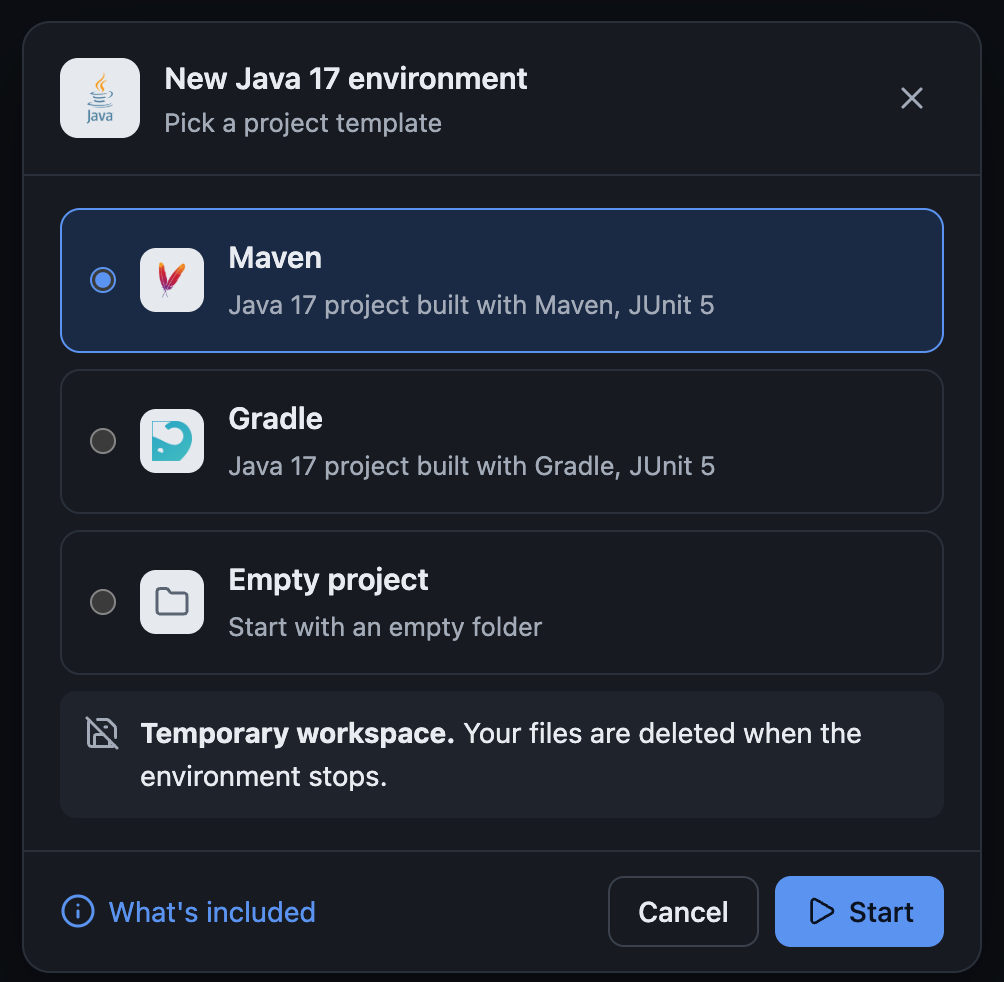 Java
New Java 17 environment
Pick a project template
Maven
Java 17 project built with Maven, JUnit 5
Gradle
Java 17 project built with Gradle, JUnit 5
Empty project
Start with an empty folder
Temporary workspace. Your files are deleted when the
environment stops.
What's included
Cancel
Start